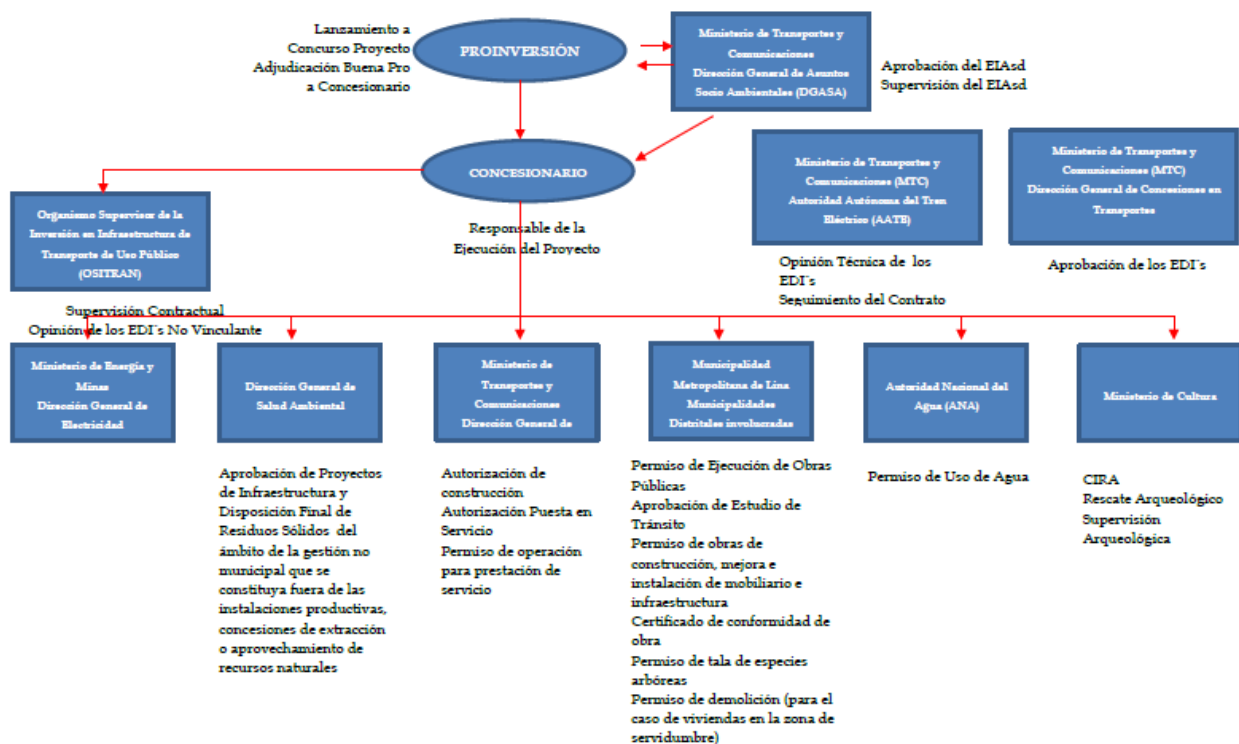 Lanzamiento a
Concurso Proyecto
Adjudicación Buena Pro
a Concesionario
PROINVERSIÓN
Ministerio de Transportes y
Comunicaciones
Dirección General de Asuntos
Socio Ambientales (DGASA)
Aprobación del EIAsd
Supervisión del EIAsd
CONCESIONARIO
Responsable de la
Ejecución del Proyecto
Ministerio de Transportes y
Comunicaciones (MTC)
Autoridad Autónoma del Tren
Eléctrico (AATE)
Opinión Técnica de los
EDI´s
Seguimiento del Contrato
Ministerio de Transportes y
Comunicaciones (MTC)
Dirección General de Concesiones en
Transportes
Aprobación de los EDI´s
Organismo Supervisor de la
Inversión en Infraestructura de
Transporte de Uso Público
(OSITRAN)
Supervisión Contractual
Opinión de los EDI´s No Vinculante
Ministerio de Energía y
Minas
Dirección General de
Electricidad
Dirección General de
Salud Ambiental
Aprobación de Proyectos
de Infraestructura y
Disposición Final de
Residuos Sólidos del
ámbito de la gestión no
municipal que se
constituya fuera de las
instalaciones productivas,
concesiones de extracción
o aprovechamiento de
recursos naturales
Ministerio de
Transportes y
Comunicaciones
Dirección General de
Autorización de
construcción
Autorización Puesta en
Servicio
Permiso de operación
para prestación de
servicio
Municipalidad
Metropolitana de Lina
Municipalidades
Distritales involucradas
Permiso de Ejecución de Obras
Públicas
Aprobación de Estudio de
Tránsito
Permiso de obras de
construcción, mejora e
instalación de mobiliario e
infraestructura
Certificado de conformidad de
obra
Permiso de tala de especies
arbóreas
Permiso de demolición (para el
caso de viviendas en la zona de
servidumbre)
Autoridad Nacional del
Agua (ANA)
Permiso de Uso de Agua
Ministerio de Cultura
CIRA
Rescate Arqueológico
Supervisión
Arqueológica